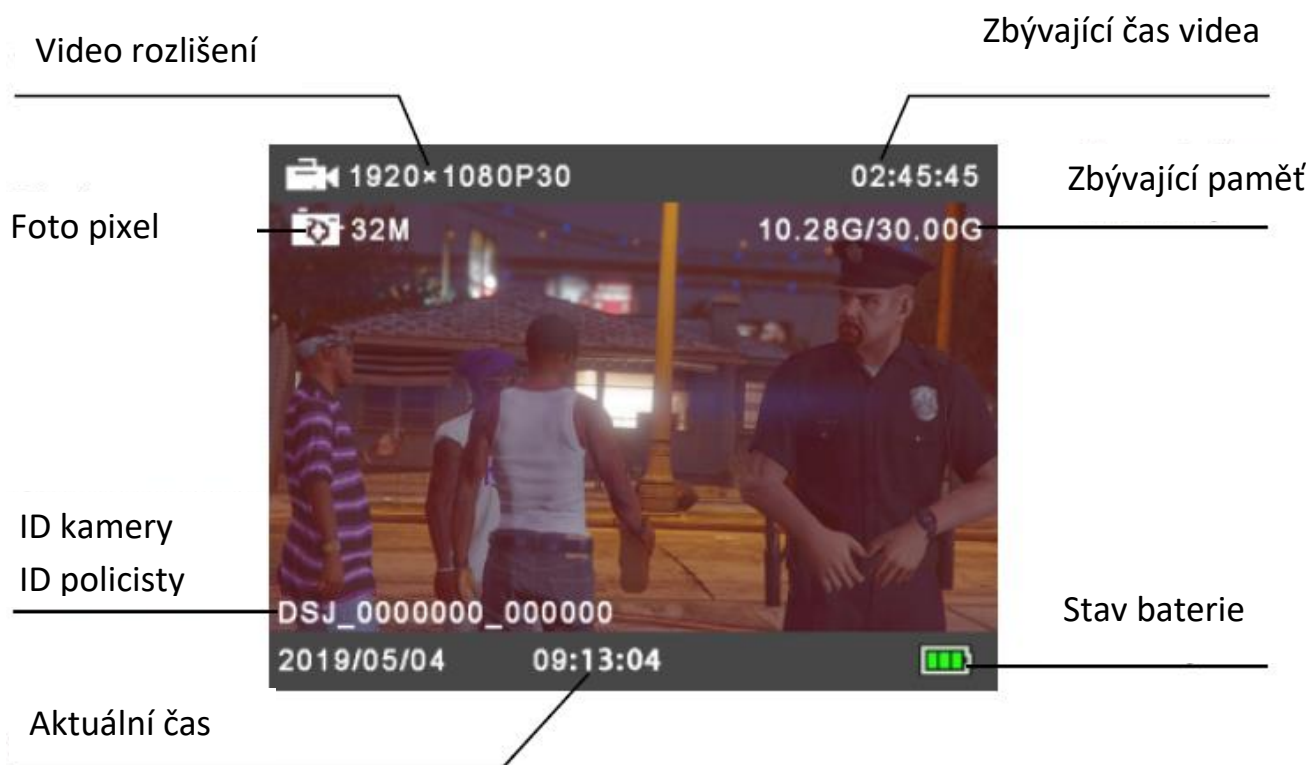 Video rozlišení
Zbývající čas videa
1920×1080P30
02:45:45
Zbývající paměť
Foto pixel
32M
10.28G/30.00G
ID kamery
ID policisty
DSJ_0000000_000000
Stav baterie
2019/05/04
09:13:04
Aktuální čas